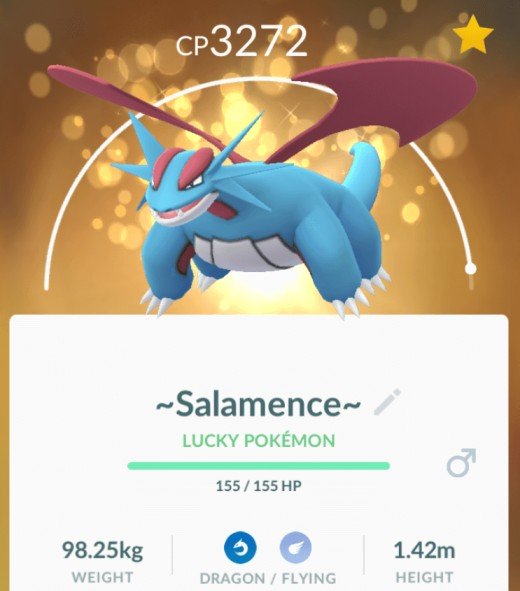 CP3272
~Salamence~
LUCKY POKÉMON
155 / 155 HP
98.25kg
WEIGHT
DRAGON / FLYING
1.42m
HEIGHT